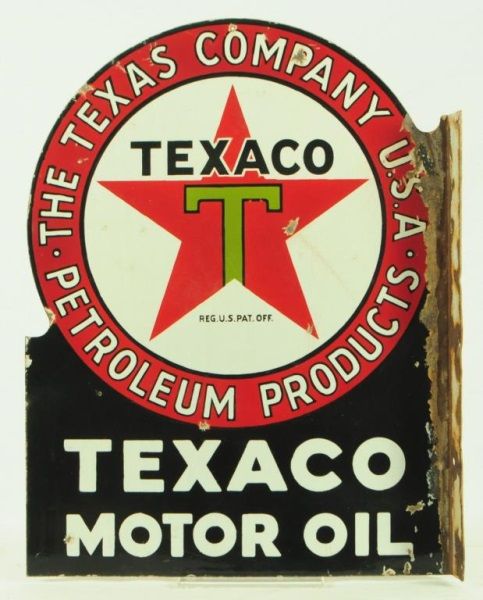 · THE TEXAS COMPANY U.S.A ·
TEXACO
T
REG. U.S. PAT. OFF.
PETROLEUM PRODUCTS
TEXACO
MOTOR OIL